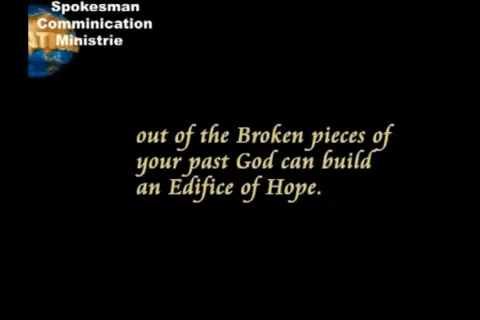 Spokesman
Comminication
Ministrie
out of the Broken pieces of
your past God can build
an Edifice of Hope.